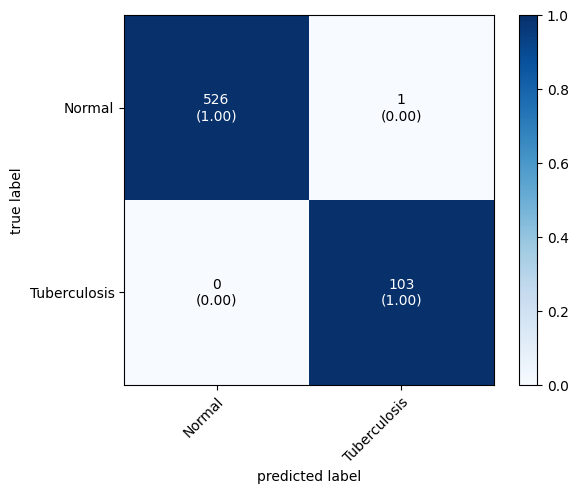 1.0
526
(1.00)
1
(0.00)
Normal
0.8
true label
0.6
0.4
0
(0.00)
103
(1.00)
Tuberculosis
0.2
0.0
Normal
Tuberculosis
predicted label